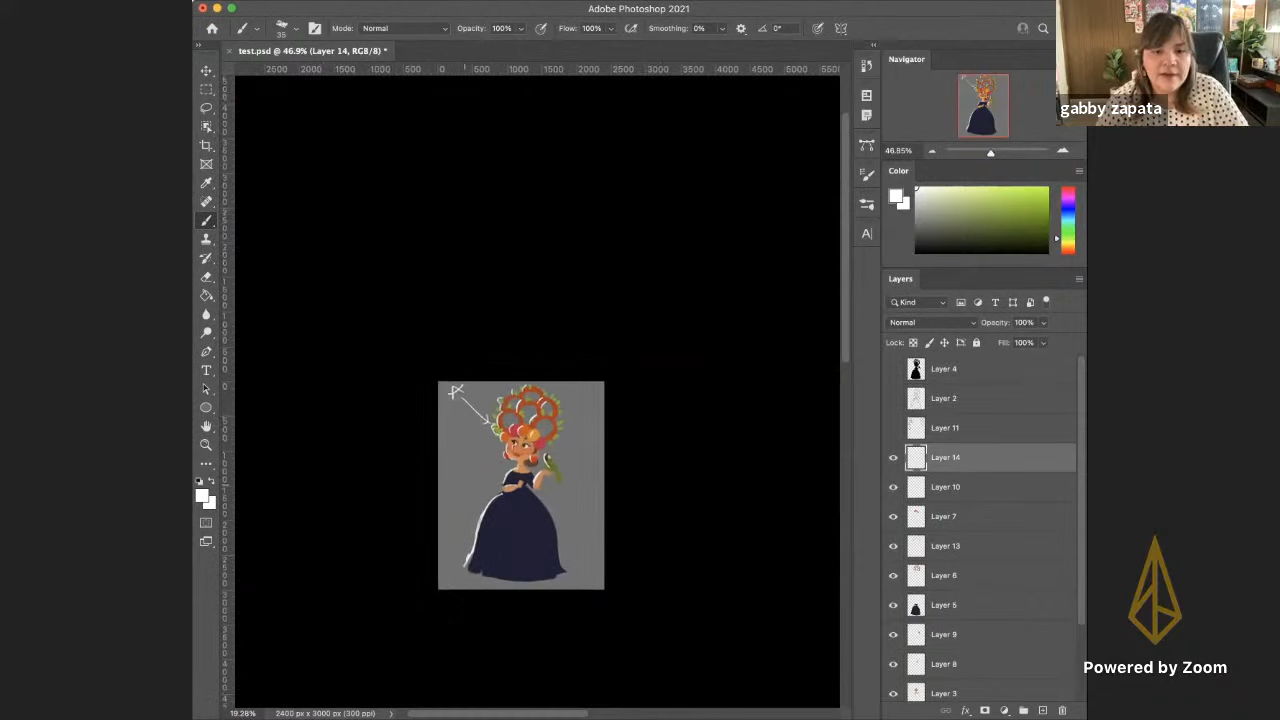 Adobe Photoshop 2021
35
Mode: Normal
Opacity: 100%
Flow: 100%
Smoothing: 0%
0°
test.psd @ 46.9% (Layer 14, RGB/8) *
2500 2000 1500 1000 500 0 500 1000 1500 2000 2500 3000 3500 4000 4500 5000 5500
Navigator
gabby zapata
46.85%
Color
Layers
Kind
Normal
Opacity: 100%
Lock:
Fill: 100%
Layer 4
Layer 2
Layer 11
Layer 14
Layer 10
Layer 7
Layer 13
Layer 6
Layer 5
Layer 9
Layer 8
Layer 3
Powered by Zoom
19.28%
2400 px x 3000 px (300 ppi)